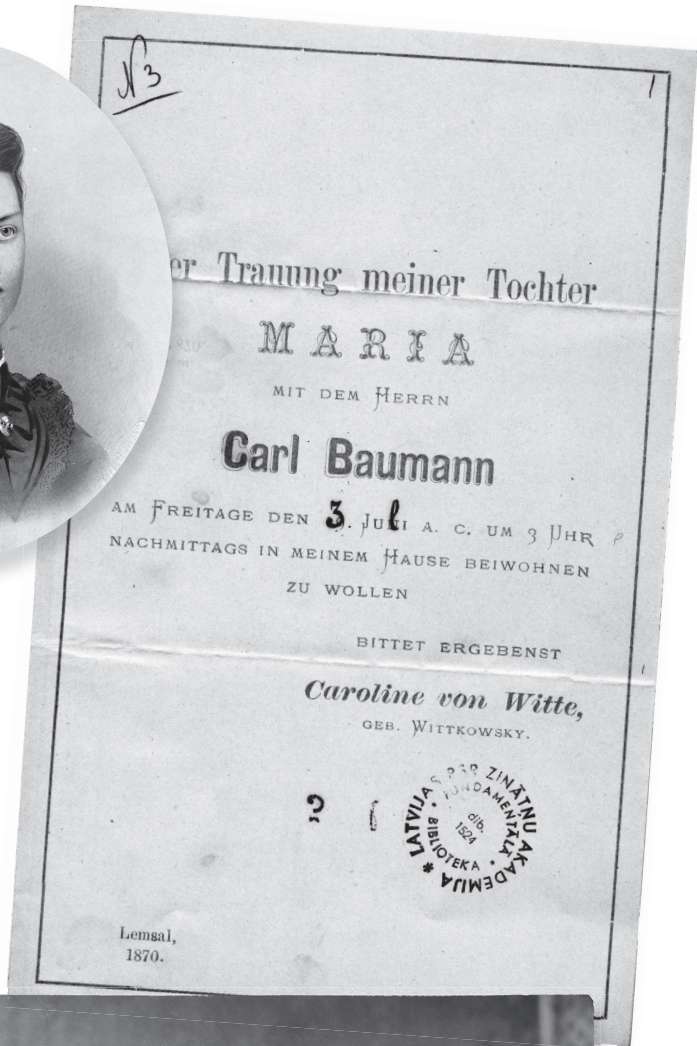 N 3
er Trauung meiner Tochter
MARIA
MIT DEM HERRN
Carl Baumann
AM FREITAGE DEN 3. JULI A. C. UM 3 UHR
NACHMITTAGS IN MEINEM HAUSE BEIWOHNEN
ZU WOLLEN
BITTET ERGEBENST
Caroline von Witte,
GEB. WITTKOWSKY.
LATVIJAS PSR ZINĀTŅU AKADĒMIJA
FUNDAMENTĀLĀ BIBLIOTEKA
dib.
1524
Lemsal,
1870.